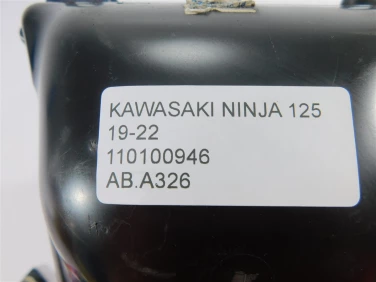 KAWASAKI NINJA 125
19-22
110100946
AB.A326